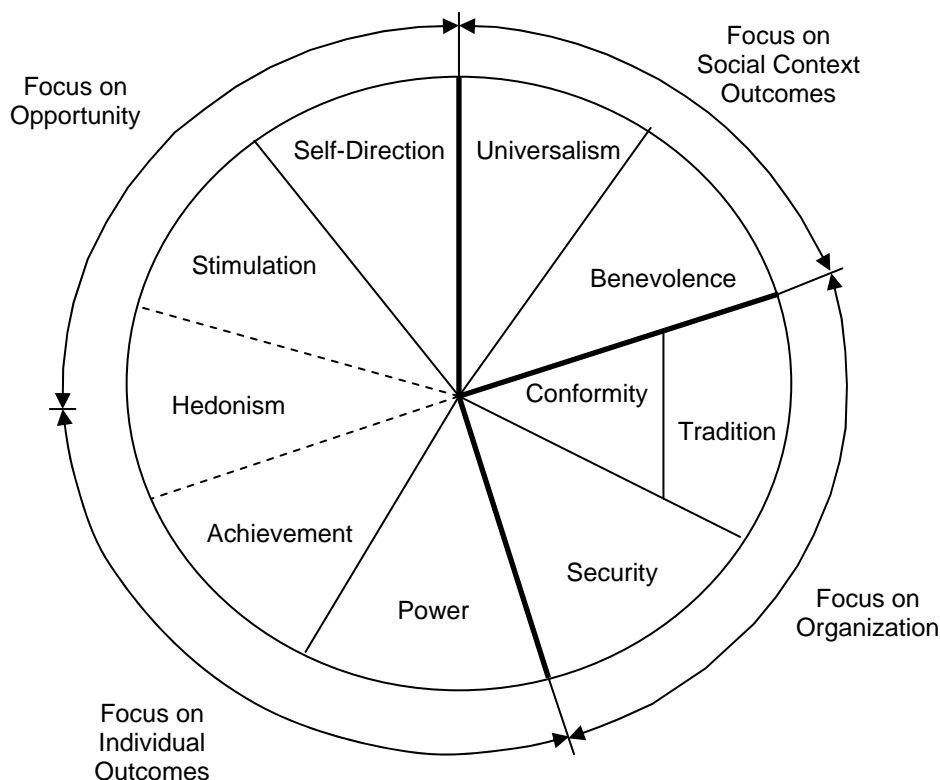 Focus on
Social Context
Outcomes
Focus on
Opportunity
Self-Direction
Universalism
Stimulation
Benevolence
Hedonism
Conformity
Tradition
Achievement
Security
Power
Focus on
Organization
Focus on
Individual
Outcomes